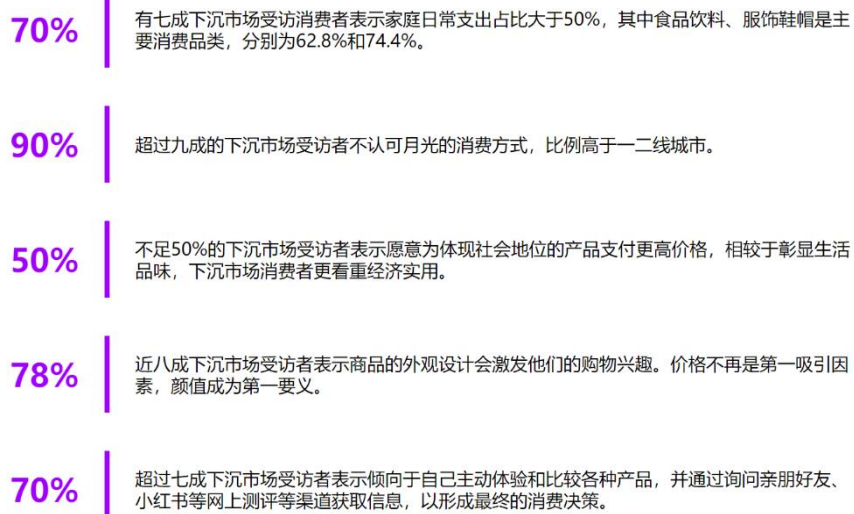 70%
有七成下沉市场受访消费者表示家庭日常支出占比大于50%，其中食品饮料、服饰鞋帽是主
要消费品类，分别为62.8%和74.4%。
90%
超过九成的下沉市场受访者不认可月光的消费方式，比例高于一二线城市。
50%
不足50%的下沉市场受访者表示愿意为体现社会地位的产品支付更高价格，相较于彰显生活
品味，下沉市场消费者更看重经济实用。
78%
近八成下沉市场受访者表示商品的外观设计会激发他们的购物兴趣。价格不再是第一吸引因
素，颜值成为第一要义。
70%
超过七成下沉市场受访者表示倾向于自己主动体验和比较各种产品，并通过询问亲朋好友、
小红书等网上测评等渠道获取信息，以形成最终的消费决策。